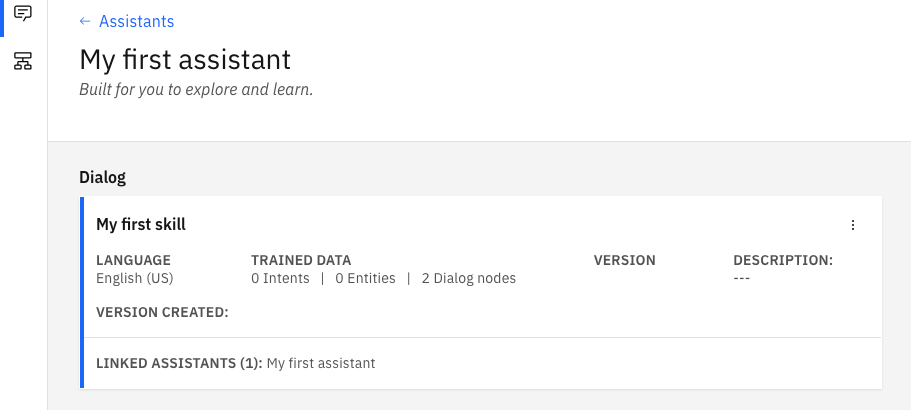 ← Assistants
My first assistant
Built for you to explore and learn.
Dialog
My first skill
LANGUAGE TRAINED DATA VERSION DESCRIPTION:
English (US) 0 Intents | 0 Entities | 2 Dialog nodes ---
VERSION CREATED:
LINKED ASSISTANTS (1): My first assistant